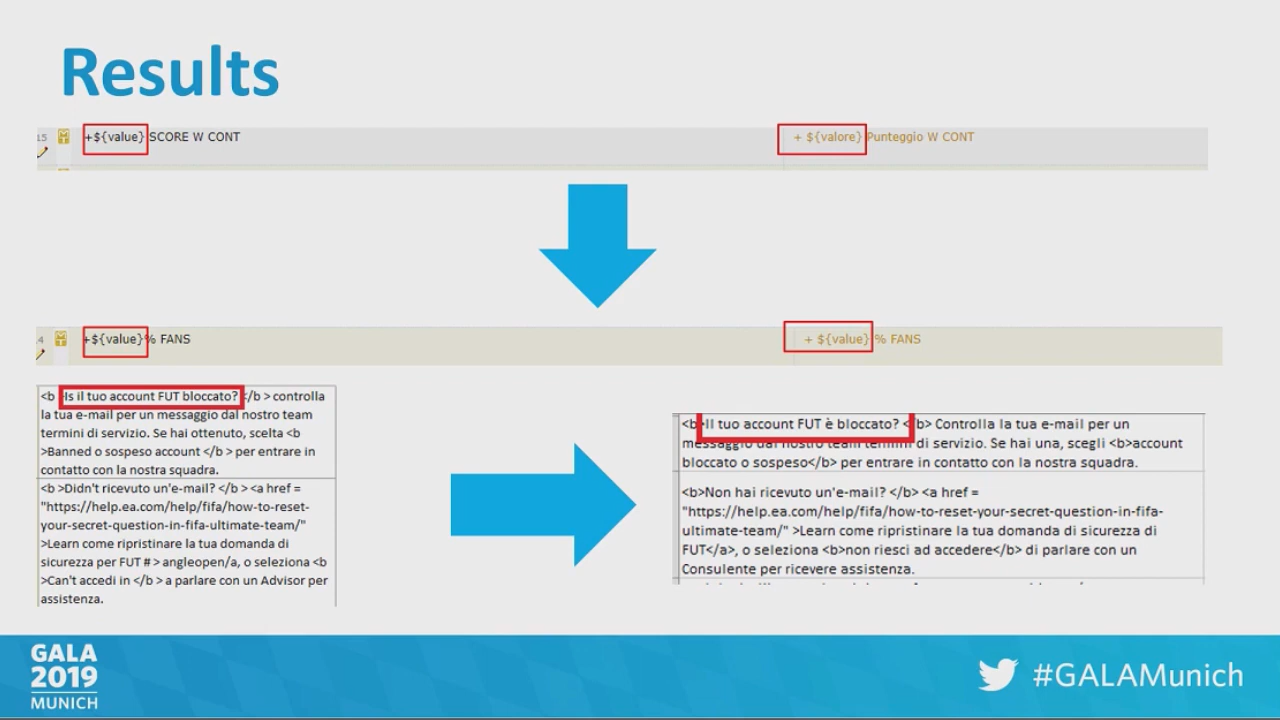 Results
15 +${value} SCORE W CONT + ${valore} Punteggio W CONT
4 +${value}% FANS + ${value}% FANS
<b >Is il tuo account FUT bloccato? </b > controlla
la tua e-mail per un messaggio dal nostro team
termini di servizio. Se hai ottenuto, scelta <b
>Banned o sospeso account </b > per entrare in
contatto con la nostra squadra.
<b >Didn't ricevuto un'e-mail? </b ><a href =
"https://help.ea.com/help/fifa/how-to-reset-
your-secret-question-in-fifa-ultimate-team/"
>Learn come ripristinare la tua domanda di
sicurezza per FUT # > angleopen/a, o seleziona <b
>Can't accedi in </b > a parlare con un Advisor per
assistenza.
<b>Il tuo account FUT è bloccato? </b> Controlla la tua e-mail per un
messaggio dal nostro team termini di servizio. Se hai una, scegli <b>account
bloccato o sospeso</b> per entrare in contatto con la nostra squadra.
<b>Non hai ricevuto un'e-mail? </b> <a href =
"https://help.ea.com/help/fifa/how-to-reset-your-secret-question-in-fifa-
ultimate-team/" >Learn come ripristinare la tua domanda di sicurezza di
FUT</a>, o seleziona <b>non riesci ad accedere</b> di parlare con un
Consulente per ricevere assistenza.
GALA
2019
MUNICH
#GALAMunich